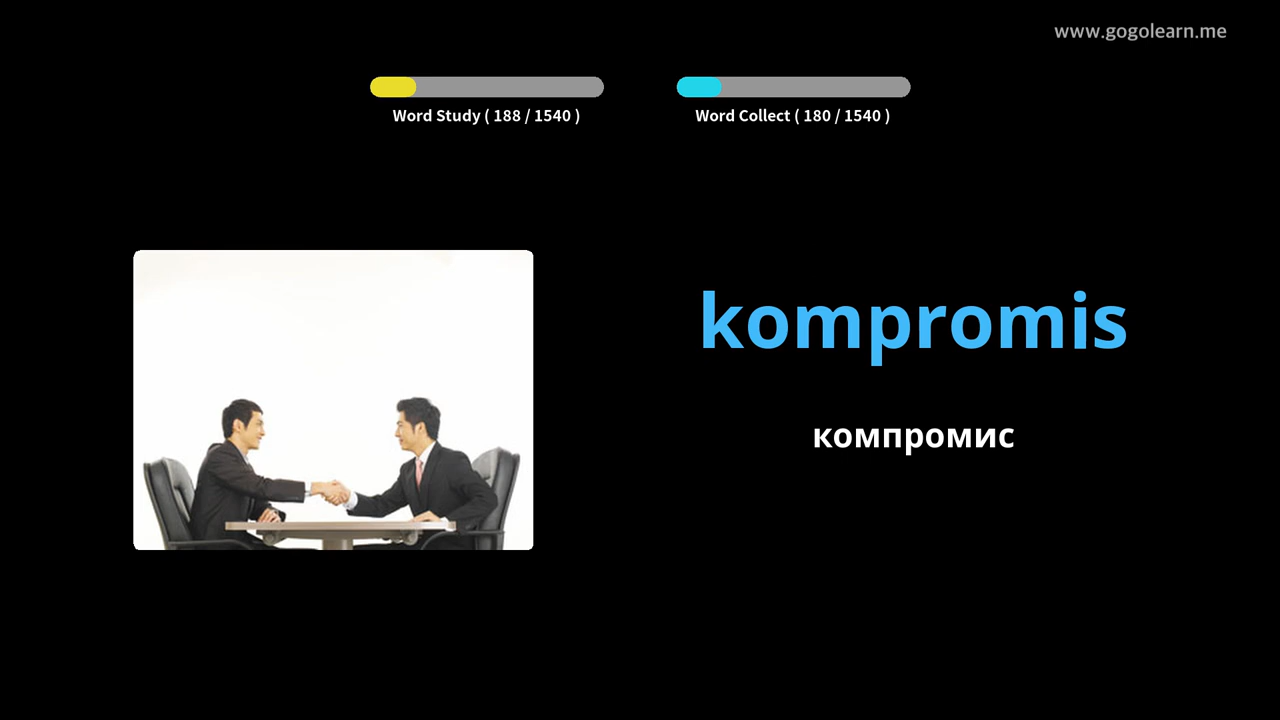 www.gogolearn.me
Word Study ( 188 / 1540 )
Word Collect ( 180 / 1540 )
kompromis
компромис